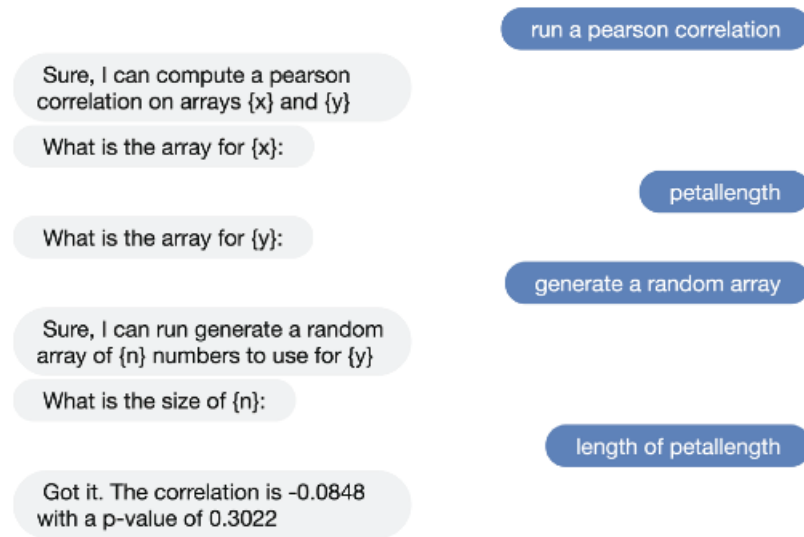 run a pearson correlation
Sure, I can compute a pearson
correlation on arrays {x} and {y}
What is the array for {x}:
petallength
What is the array for {y}:
generate a random array
Sure, I can run generate a random
array of {n} numbers to use for {y}
What is the size of {n}:
length of petallength
Got it. The correlation is -0.0848
with a p-value of 0.3022